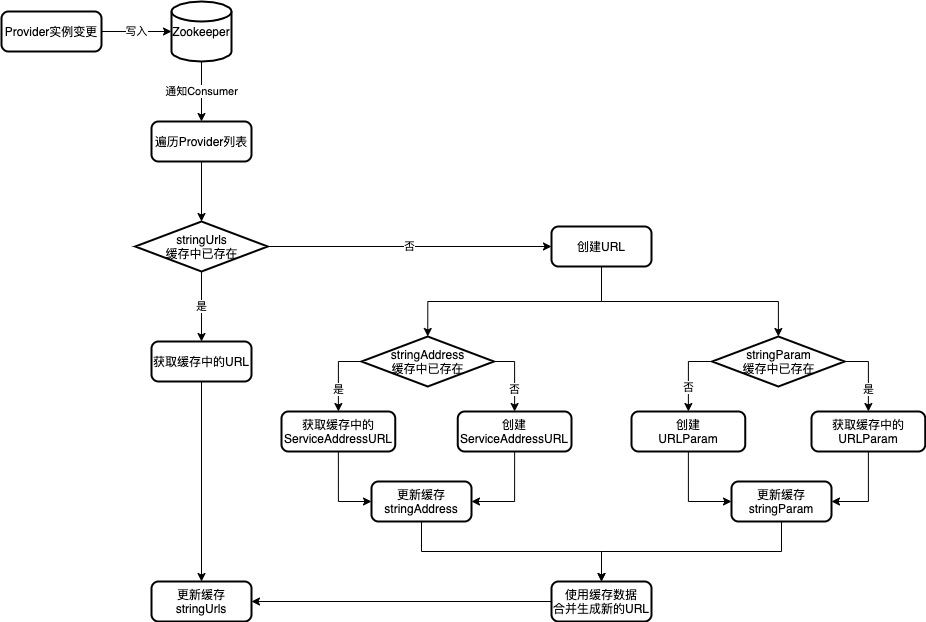 Provider实例变更
写入
Zookeeper
通知Consumer
遍历Provider列表
stringUrls
缓存中已存在
否
创建URL
是
获取缓存中的URL
stringAddress
缓存中已存在
stringParam
缓存中已存在
是
否
否
是
获取缓存中的
ServiceAddressURL
创建
ServiceAddressURL
创建
URLParam
获取缓存中的
URLParam
更新缓存
stringAddress
更新缓存
stringParam
更新缓存
stringUrls
使用缓存数据
合并生成新的URL